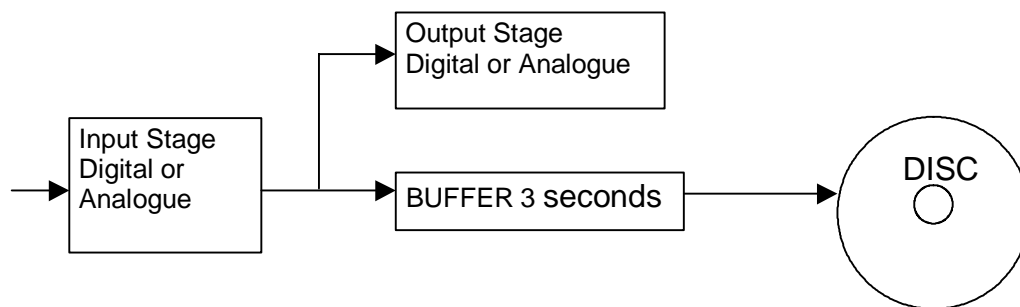 Output Stage
Digital or Analogue
Input Stage
Digital or
Analogue
BUFFER 3 seconds
DISC